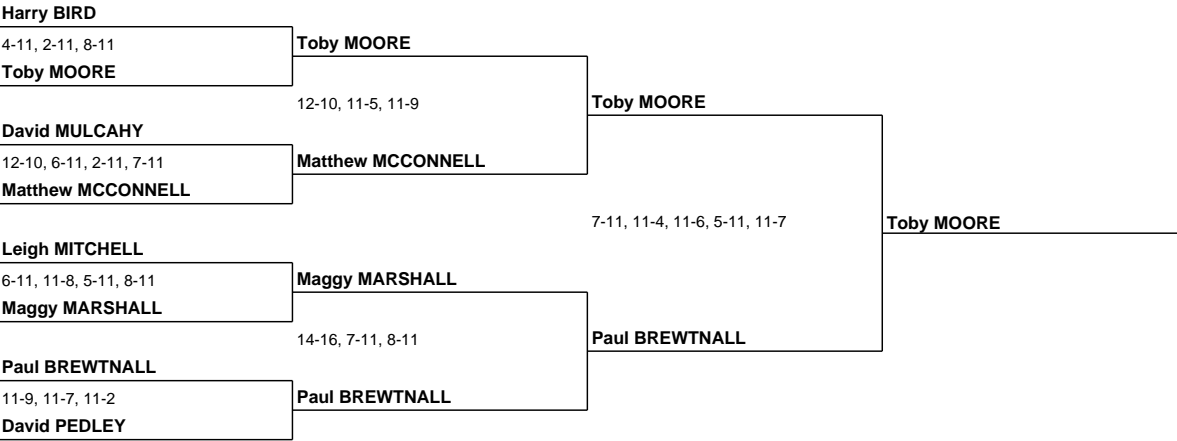 Harry BIRD
4-11, 2-11, 8-11
Toby MOORE
Toby MOORE
12-10, 11-5, 11-9
Toby MOORE
David MULCAHY
12-10, 6-11, 2-11, 7-11
Matthew MCCONNELL
Matthew MCCONNELL
7-11, 11-4, 11-6, 5-11, 11-7
Toby MOORE
Leigh MITCHELL
6-11, 11-8, 5-11, 8-11
Maggy MARSHALL
Maggy MARSHALL
14-16, 7-11, 8-11
Paul BREWTNALL
Paul BREWTNALL
11-9, 11-7, 11-2
Paul BREWTNALL
David PEDLEY